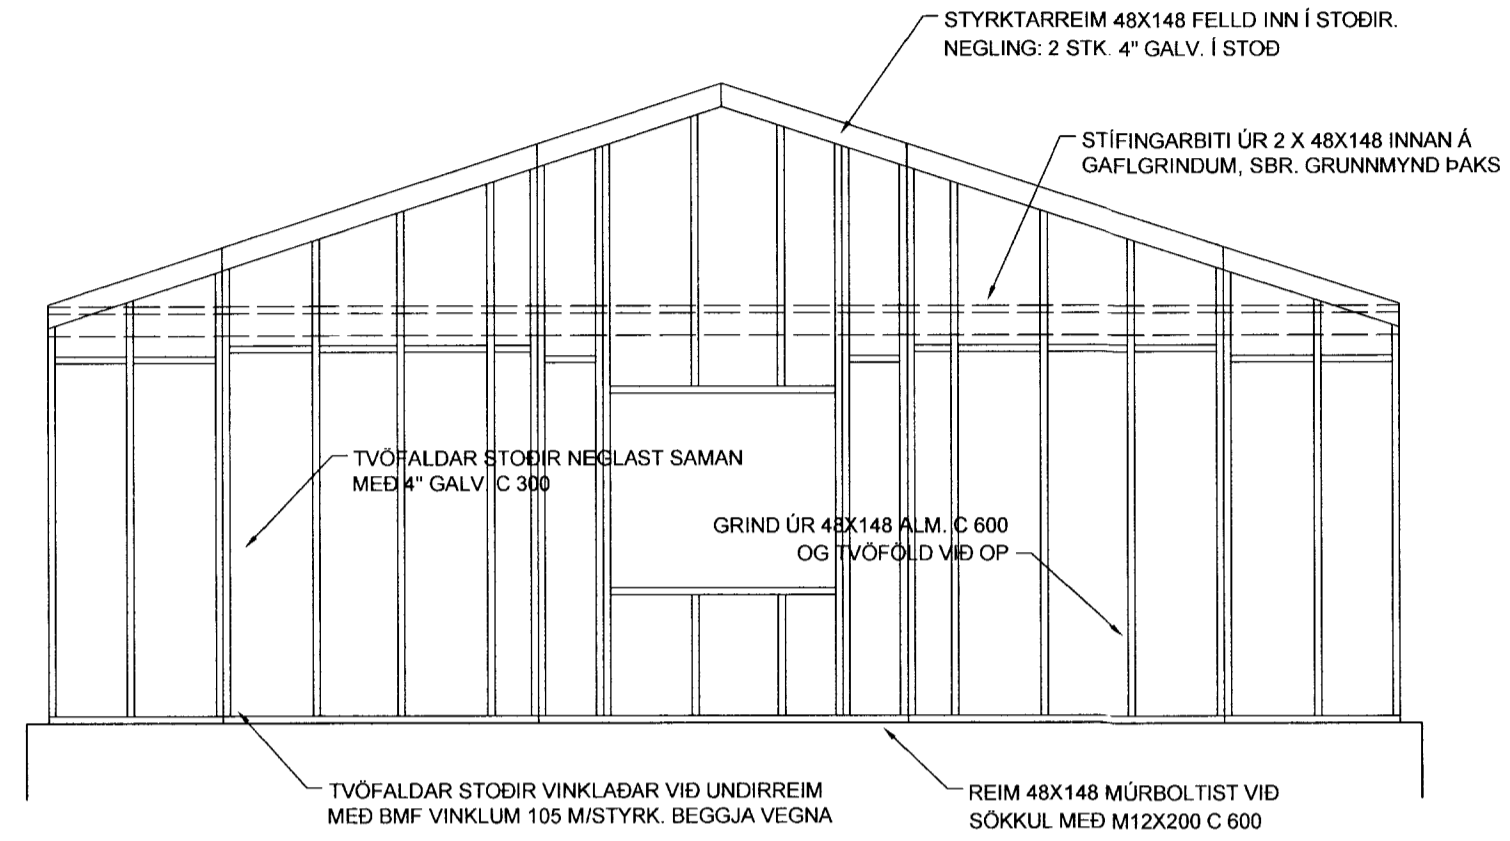 STYRKTARREIM 48X148 FELLD INN Í STOÐIR.
NEGLING: 2 STK. 4" GALV. Í STOÐ
STÍFINGARBITI ÚR 2 X 48X148 INNAN Á
GAFLGRINDUM, SBR. GRUNNMYND ÞAKS
TVÖFALDAR STOÐIR NEGLAST SAMAN
MEÐ 4" GALV. C 300
GRIND ÚR 48X148 ALM. C 600
OG TVÖFÖLD VIÐ OP
TVÖFALDAR STOÐIR VINKLAÐAR VIÐ UNDIRREIM
MEÐ BMF VINKLUM 105 M/STYRK. BEGGJA VEGNA
REIM 48X148 MÚRBOLTIST VIÐ
SÖKKUL MEÐ M12X200 C 600